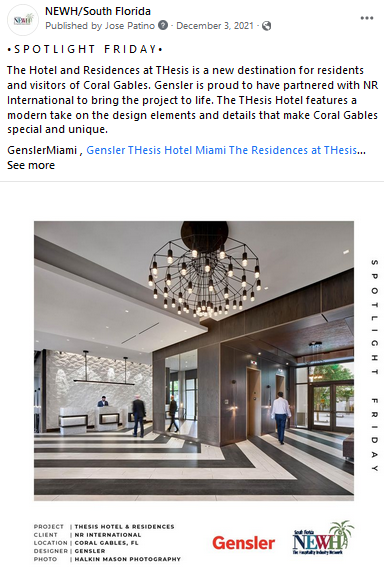 NEWH/South Florida
Published by Jose Patino · December 3, 2021 ·
• S P O T L I G H T  F R I D A Y •
The Hotel and Residences at THesis is a new destination for residents
and visitors of Coral Gables. Gensler is proud to have partnered with NR
International to bring the project to life. The THesis Hotel features a
modern take on the design elements and details that make Coral Gables
special and unique.
GenslerMiami , Gensler THesis Hotel Miami The Residences at THesis...
See more
SPOTLIGHT FRIDAY
PROJECT | THESIS HOTEL & RESIDENCES
CLIENT | NR INTERNATIONAL
LOCATION | CORAL GABLES, FL
DESIGNER | GENSLER
PHOTO | HALKIN MASON PHOTOGRAPHY
Gensler
South Florida
NEWH
The Hospitality Industry Network